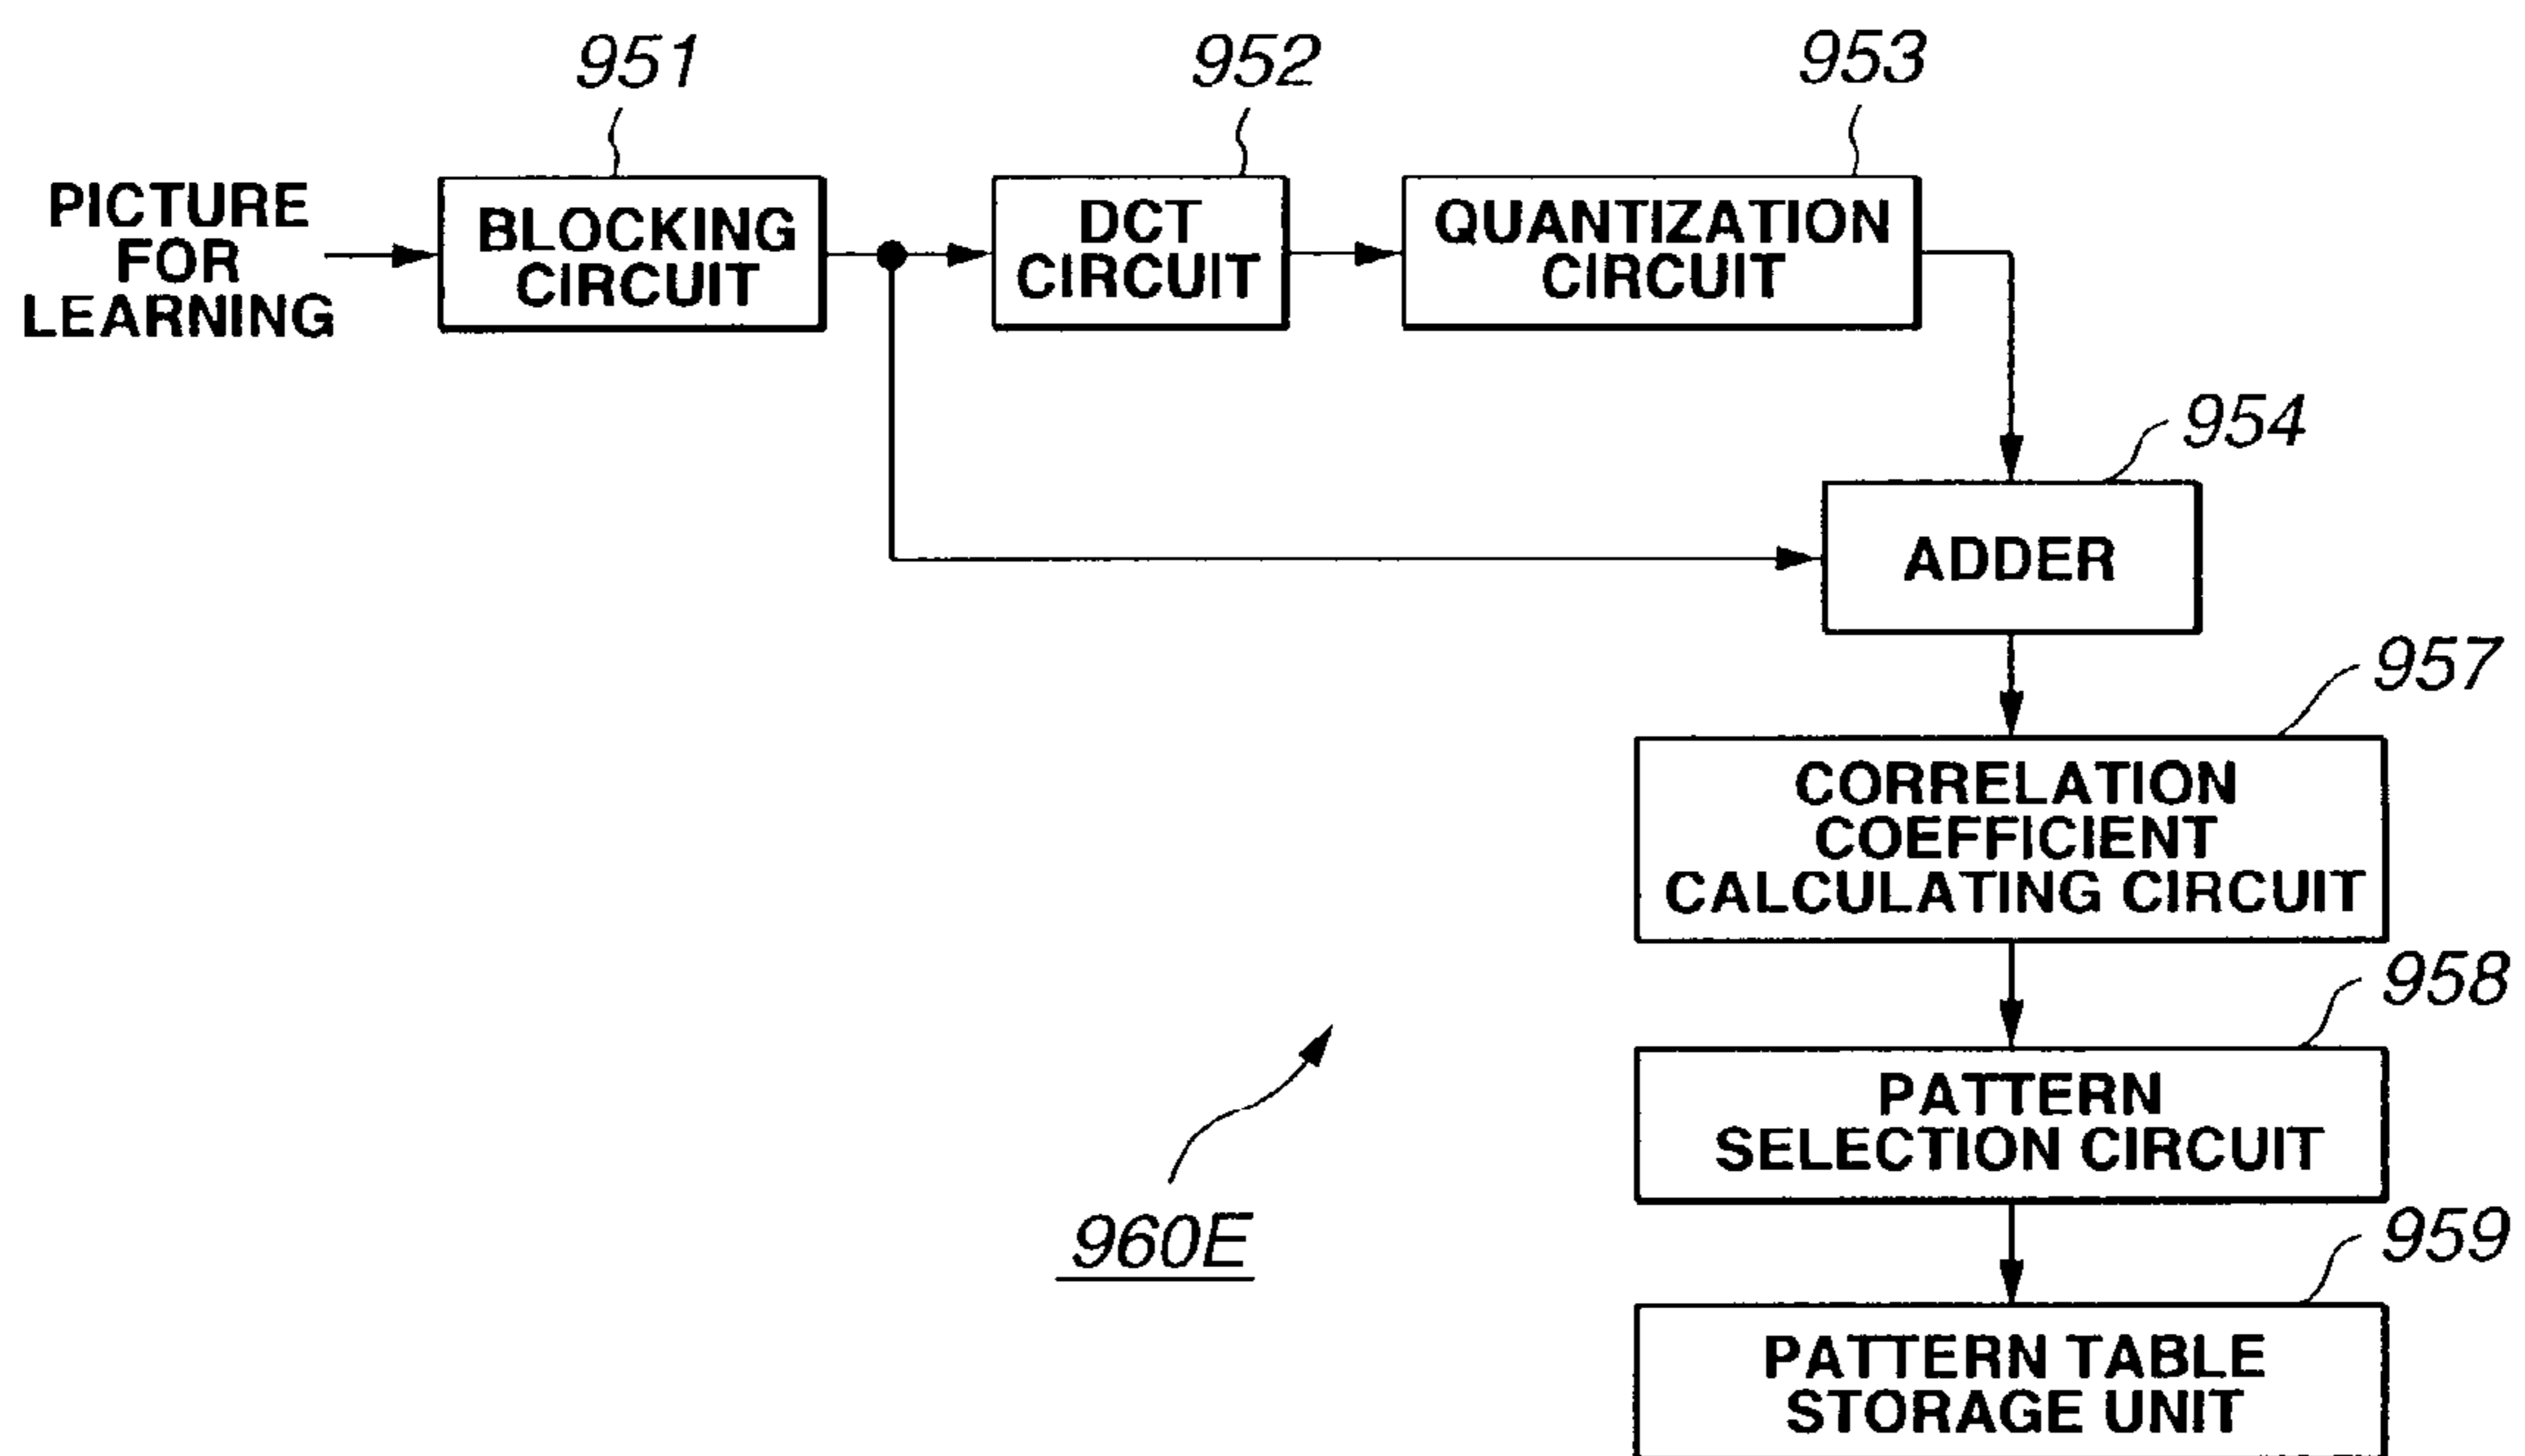 951
952
953
PICTURE
FOR
LEARNING
BLOCKING
CIRCUIT
DCT
CIRCUIT
QUANTIZATION
CIRCUIT
954
ADDER
957
CORRELATION
COEFFICIENT
CALCULATING CIRCUIT
958
PATTERN
SELECTION CIRCUIT
960E
959
PATTERN TABLE
STORAGE UNIT